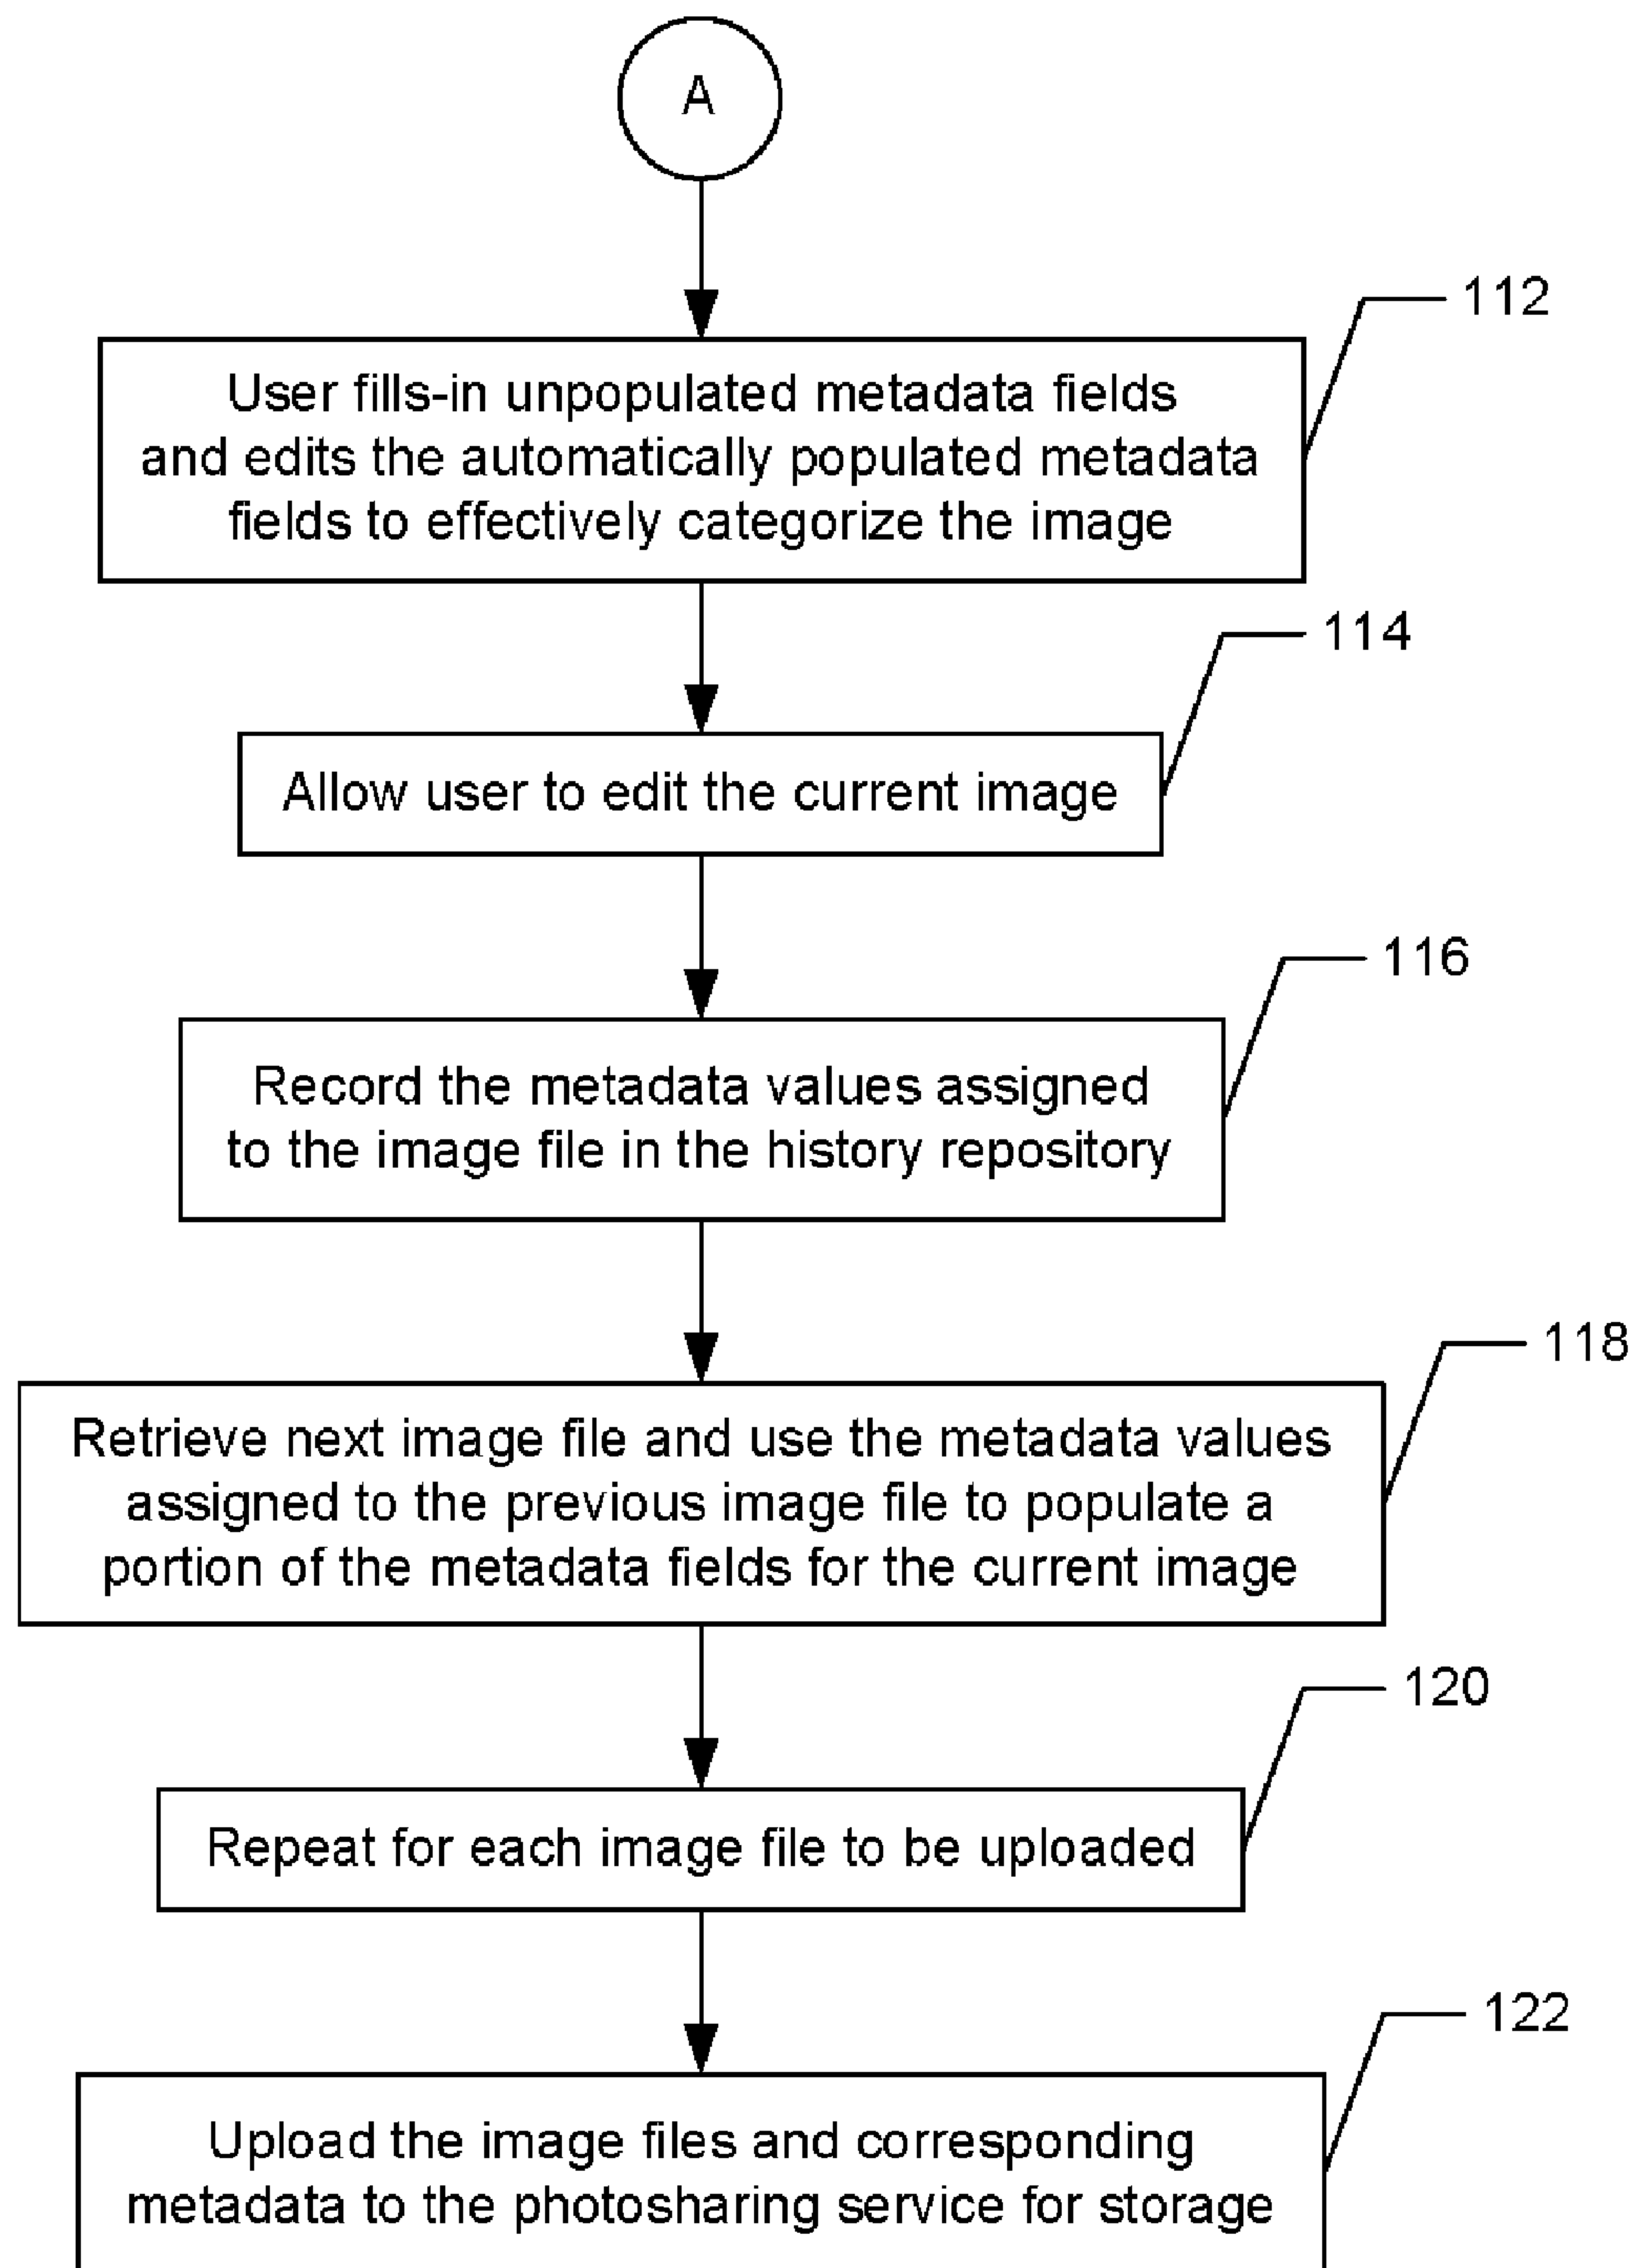 A
112
User fills-in unpopulated metadata fields
and edits the automatically populated metadata
fields to effectively categorize the image
114
Allow user to edit the current image
116
Record the metadata values assigned
to the image file in the history repository
118
Retrieve next image file and use the metadata values
assigned to the previous image file to populate a
portion of the metadata fields for the current image
120
Repeat for each image file to be uploaded
122
Upload the image files and corresponding
metadata to the photosharing service for storage